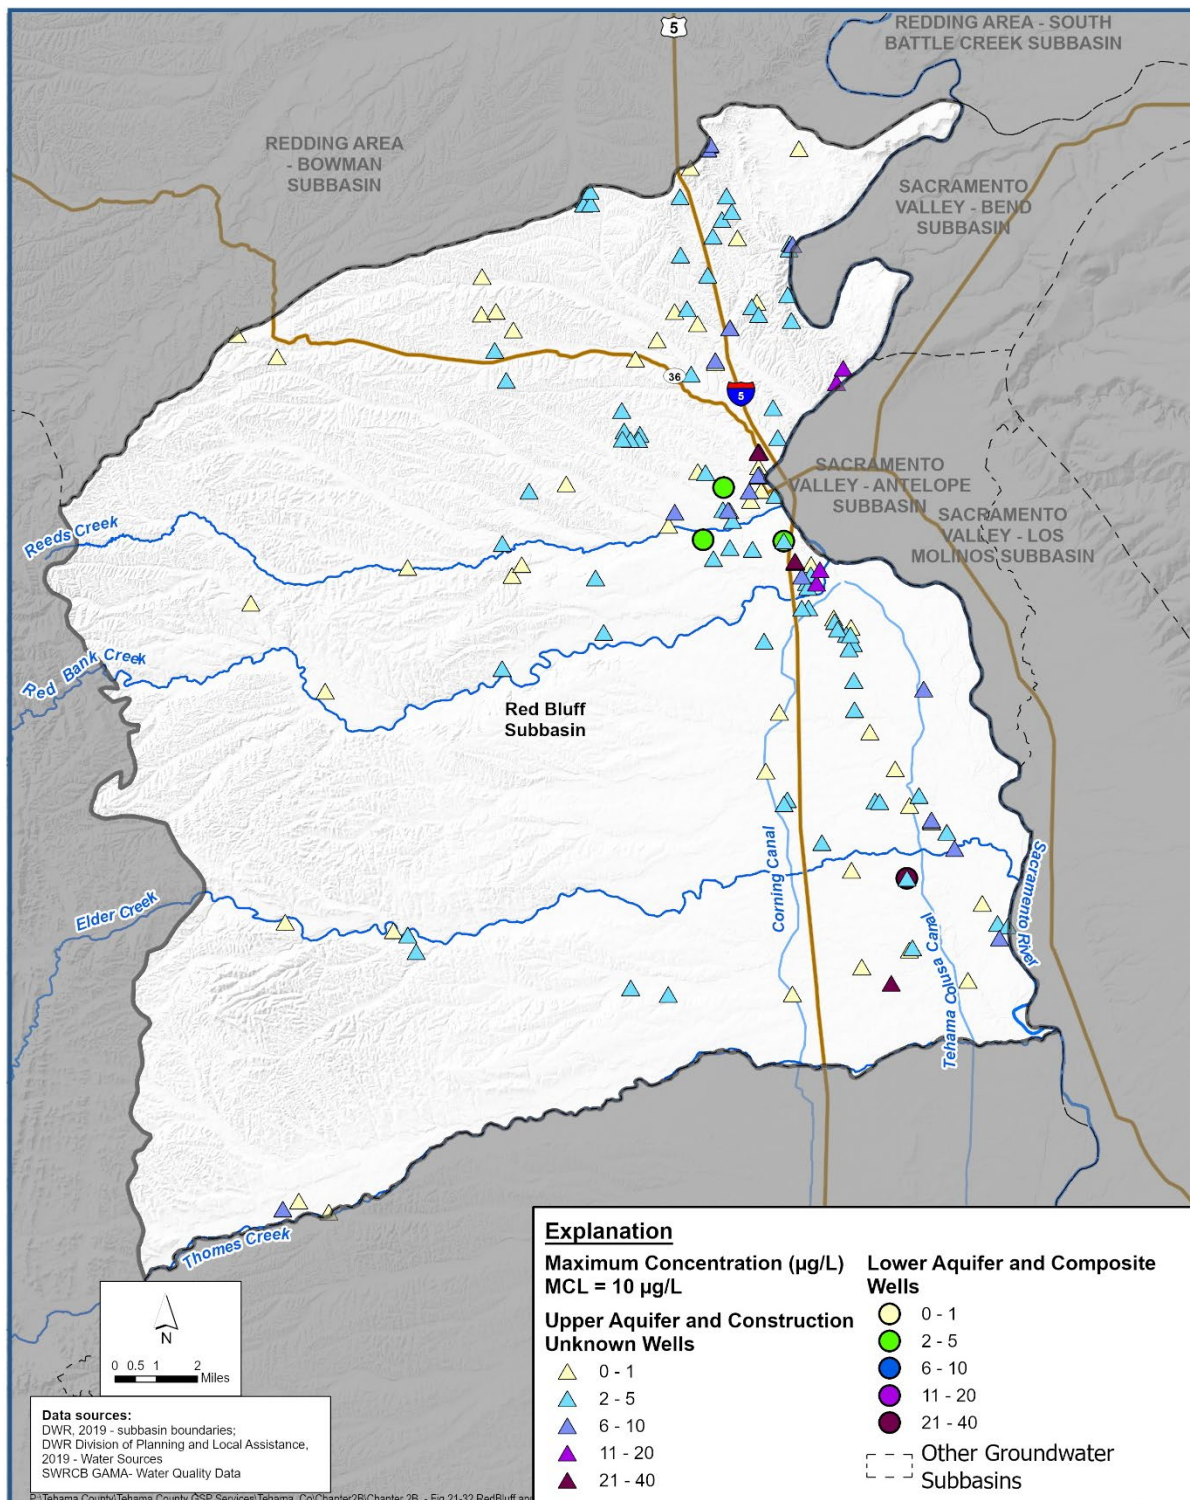 5
REDDING AREA - SOUTH
BATTLE CREEK SUBBASIN
REDDING AREA
- BOWMAN
SUBBASIN
SACRAMENTO
VALLEY - BEND
SUBBASIN
36
5
SACRAMENTO
VALLEY - ANTELOPE
SUBBASIN
SACRAMENTO
VALLEY - LOS
MOLINOS SUBBASIN
Reeds Creek
Red Bank Creek
Red Bluff
Subbasin
Corning Canal
Sacramento River
Elder Creek
Tehama Colusa Canal
Thomes Creek
N
0 0.5 1 2
Miles
Data sources:
DWR, 2019 - subbasin boundaries;
DWR Division of Planning and Local Assistance,
2019 - Water Sources
SWRCB GAMA- Water Quality Data
Explanation
Maximum Concentration (µg/L)
MCL = 10 µg/L
Upper Aquifer and Construction
Unknown Wells
0 - 1
2 - 5
6 - 10
11 - 20
21 - 40
Lower Aquifer and Composite
Wells
0 - 1
2 - 5
6 - 10
11 - 20
21 - 40
Other Groundwater
Subbasins